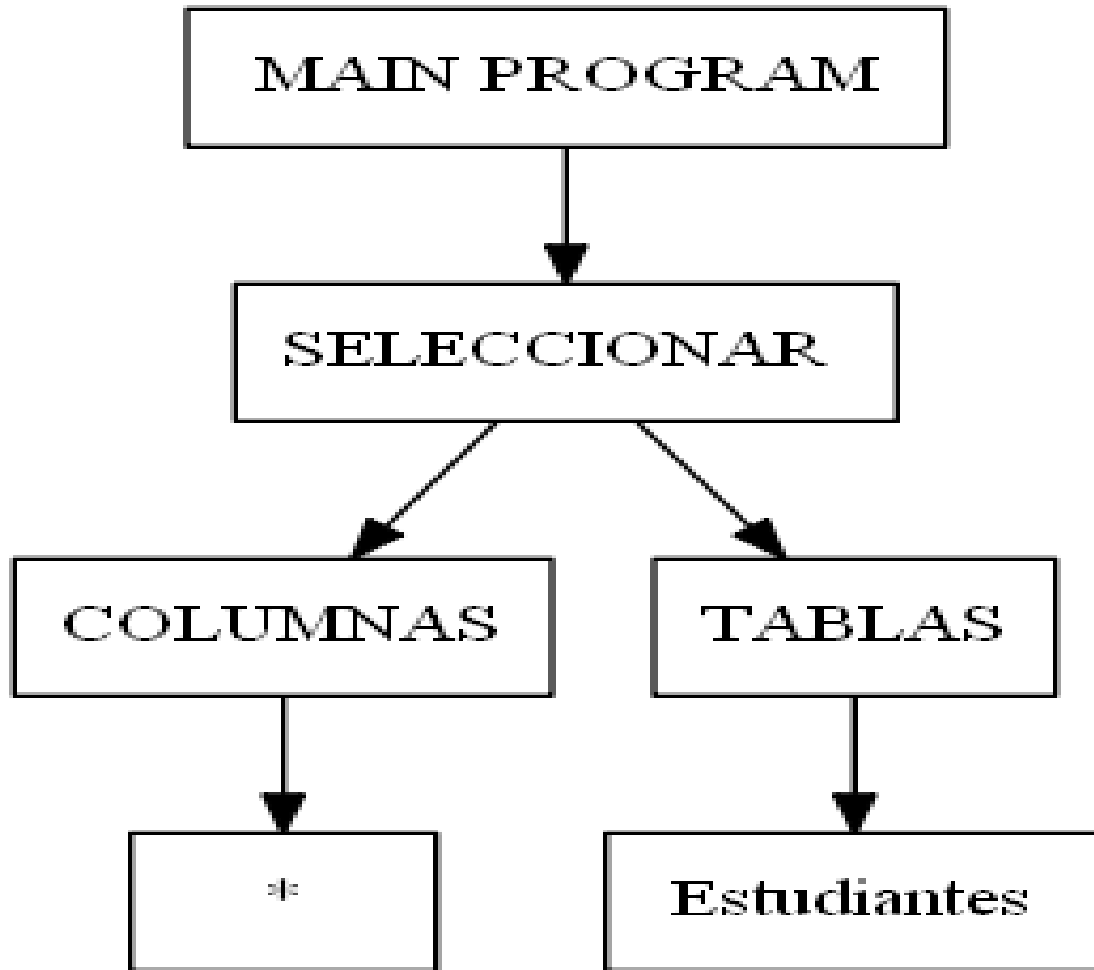 MAIN PROGRAM
SELECCIONAR
COLUMNAS
TABLAS
*
Estudiantes